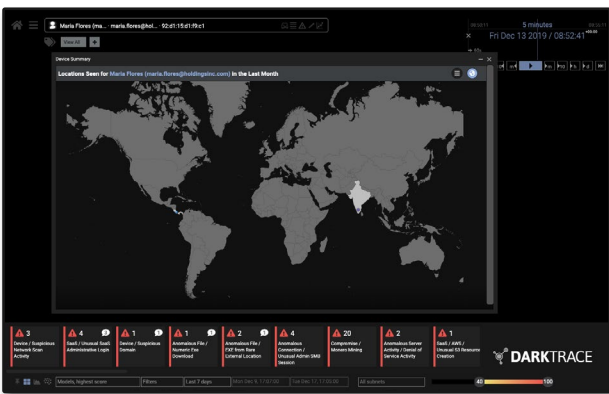 Maria Flores (ma... · maria.flores@hol... · 92:d1:15:d1:f9:c1
5 minutes
Fri Dec 13 2019 / 08:52:41 +00:00
View All +
Device Summary
Locations Seen for Maria Flores (maria.flores@holdingsinc.com) in the Last Month
3
Device / Suspicious
Network Scan
Activity
4
SaaS / Unusual SaaS
Administrative Login
1
Device / Suspicious
Domain
1
Anomalous File /
Numeric Exe
Download
2
Anomalous File /
EXE from Rare
External Location
4
Anomalous
Connection /
Unusual Admin SMB
Session
20
Compromise /
Monero Mining
2
Anomalous Server
Activity / Denial of
Service Activity
1
SaaS / AWS /
Unusual S3 Resource
Creation
DARKTRACE
Models, highest score
Filters
Last 7 days
All subnets
40
100